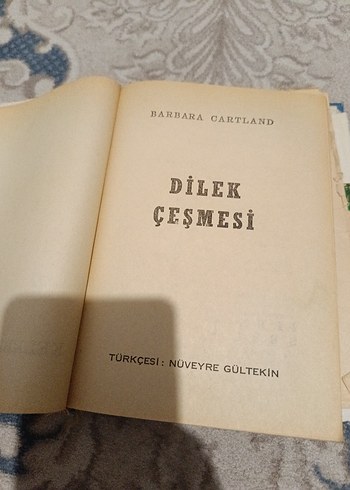 BARBARA CARTLAND
DİLEK
ÇEŞMESİ
TÜRKÇESİ: NÜVEYRE GÜLTEKİN